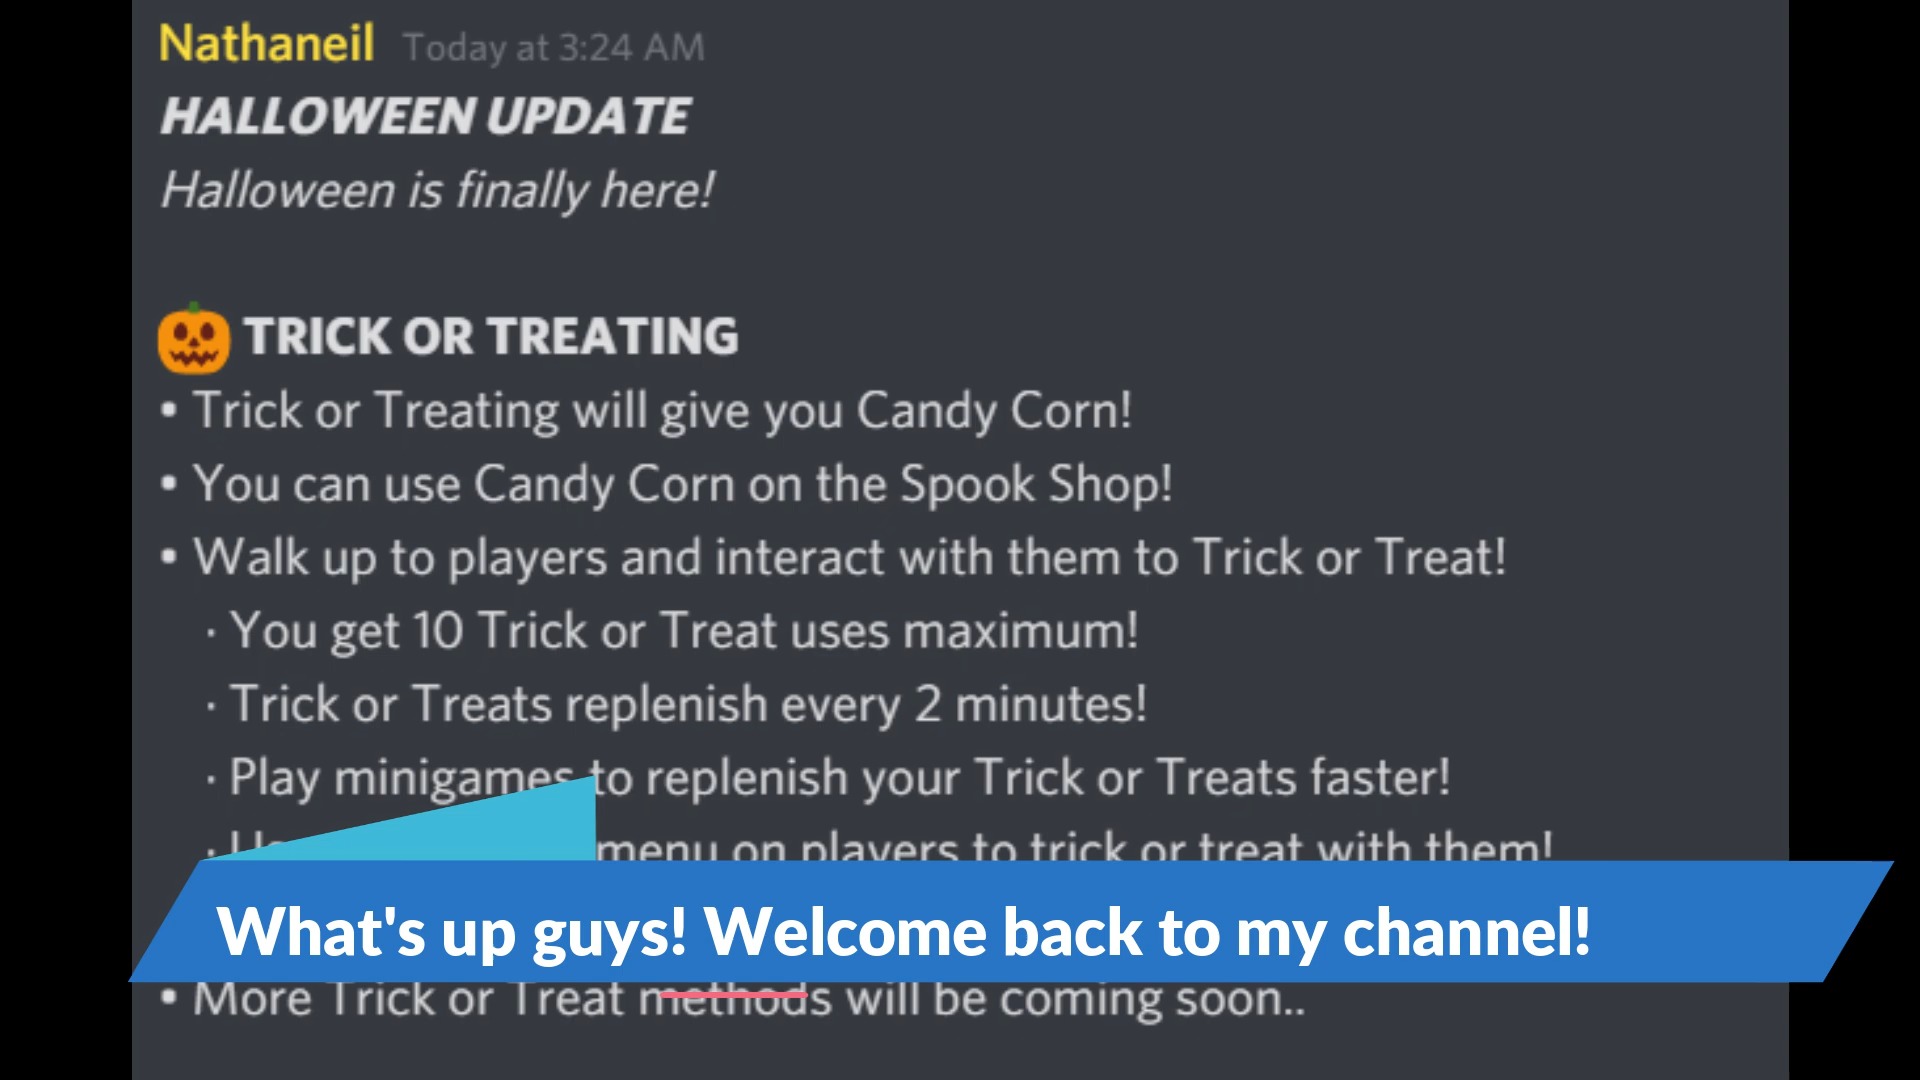 Nathaneil Today at 3:24 AM
HALLOWEEN UPDATE
Halloween is finally here!
🎃 TRICK OR TREATING
• Trick or Treating will give you Candy Corn!
• You can use Candy Corn on the Spook Shop!
• Walk up to players and interact with them to Trick or Treat!
· You get 10 Trick or Treat uses maximum!
· Trick or Treats replenish every 2 minutes!
· Play minigames to replenish your Trick or Treats faster!
· menu on players to trick or treat with them!
What's up guys! Welcome back to my channel!
• More Trick or Treat methods will be coming soon..